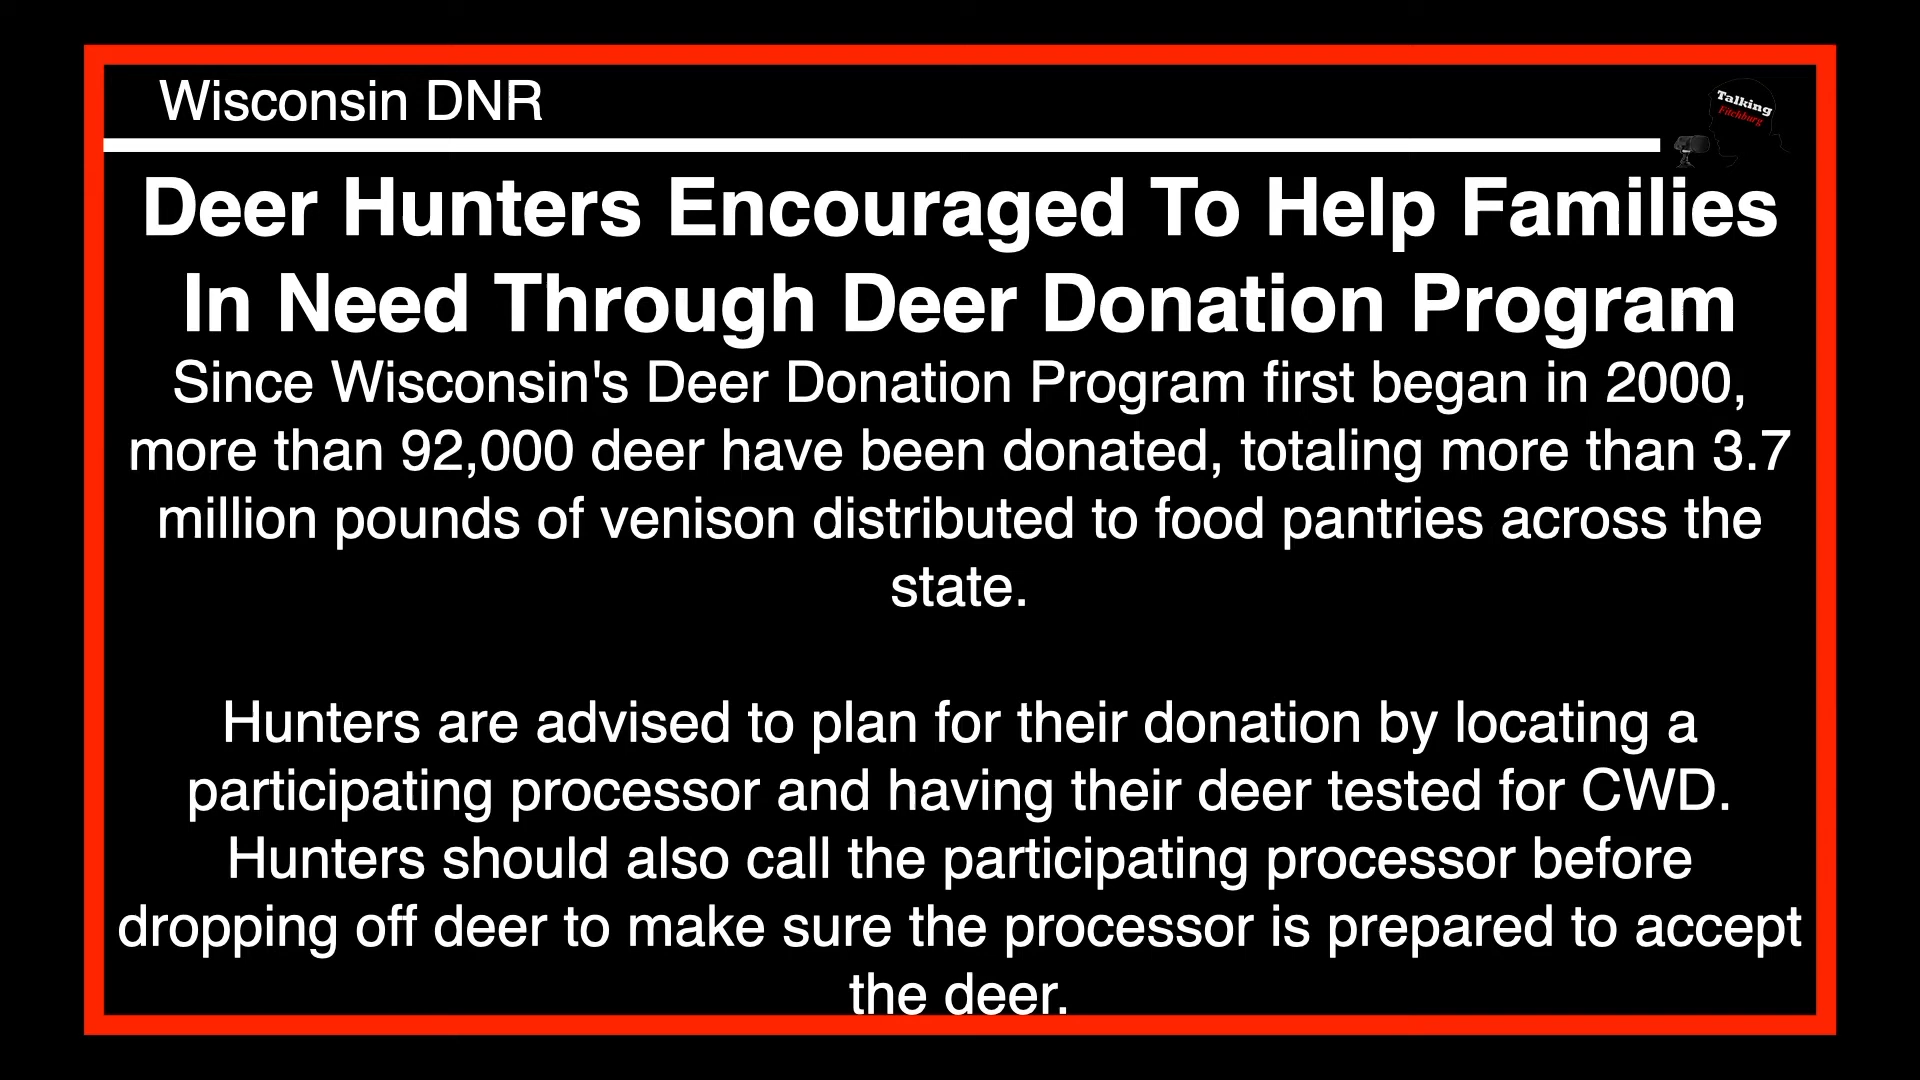 Wisconsin DNR
Talking
Fitchburg
Deer Hunters Encouraged To Help Families
In Need Through Deer Donation Program
Since Wisconsin's Deer Donation Program first began in 2000,
more than 92,000 deer have been donated, totaling more than 3.7
million pounds of venison distributed to food pantries across the
state.
Hunters are advised to plan for their donation by locating a
participating processor and having their deer tested for CWD.
Hunters should also call the participating processor before
dropping off deer to make sure the processor is prepared to accept
the deer.